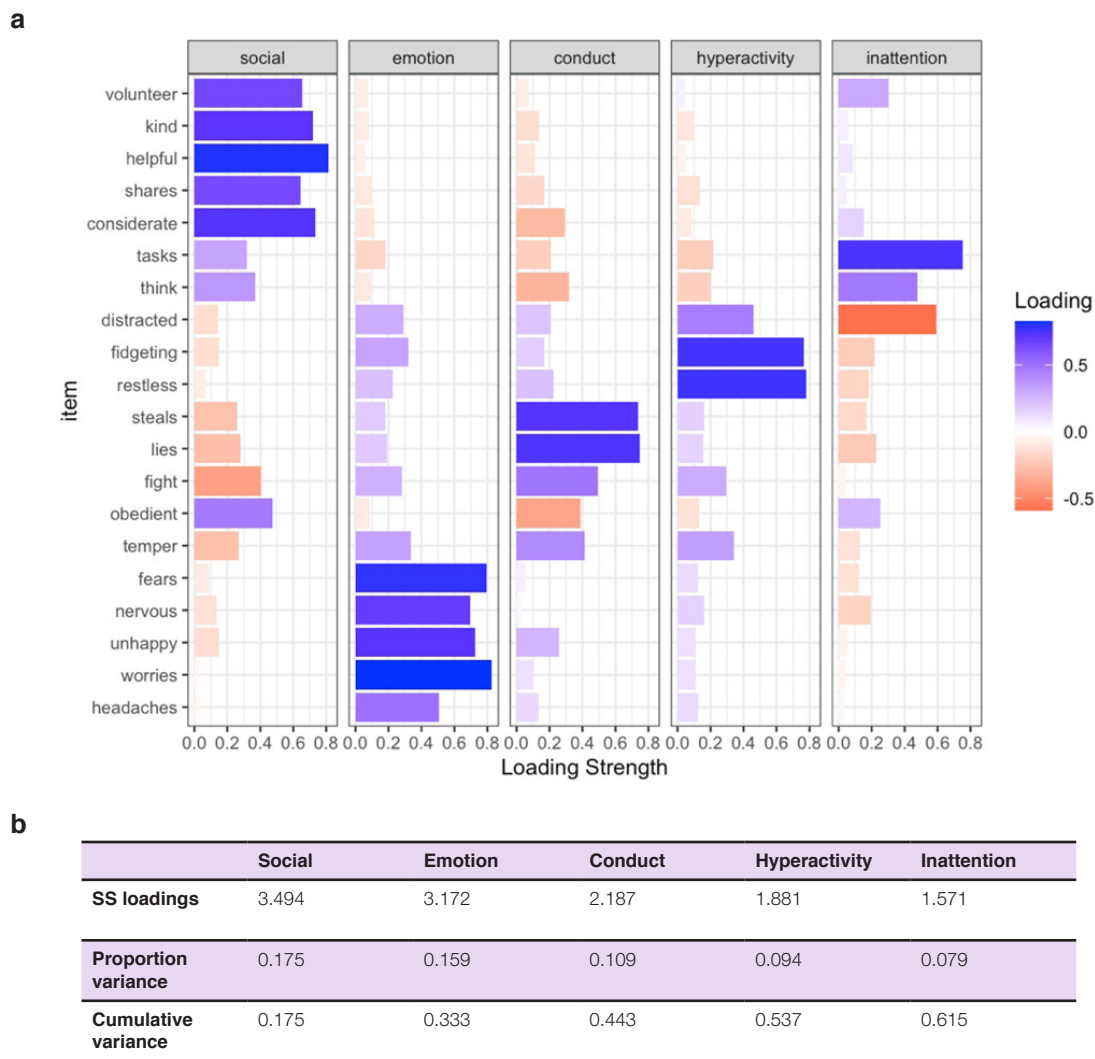 a
social emotion conduct hyperactivity inattention
volunteer
kind
helpful
shares
considerate
tasks
think
distracted
fidgeting
restless
steals
lies
fight
obedient
temper
fears
nervous
unhappy
worries
headaches
item
0.0 0.2 0.4 0.6 0.8 0.0 0.2 0.4 0.6 0.8 0.0 0.2 0.4 0.6 0.8 0.0 0.2 0.4 0.6 0.8 0.0 0.2 0.4 0.6 0.8
Loading Strength
Loading
0.5
0.0
-0.5
b
Social Emotion Conduct Hyperactivity Inattention
SS loadings 3.494 3.172 2.187 1.881 1.571
Proportion 0.175 0.159 0.109 0.094 0.079
variance
Cumulative 0.175 0.333 0.443 0.537 0.615
variance